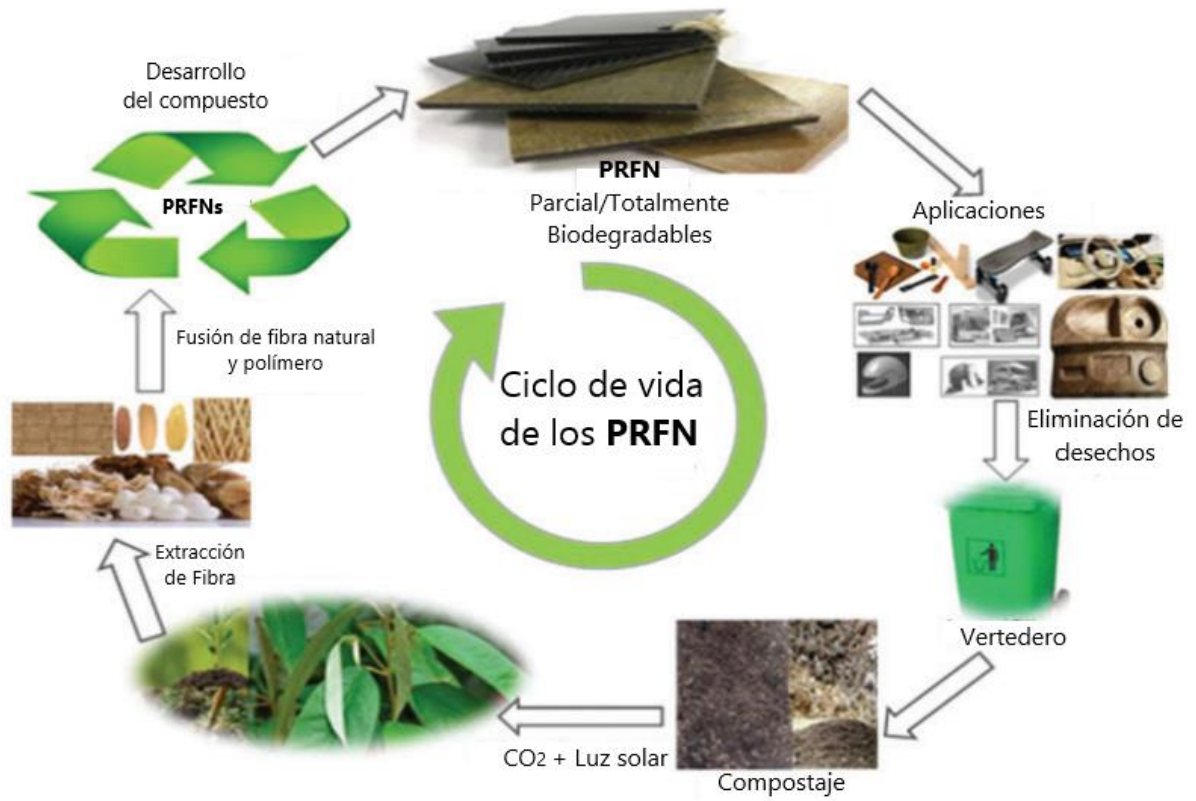 Desarrollo
del compuesto
PRFNs
PRFN
Parcial/Totalmente
Biodegradables
Aplicaciones
Fusión de fibra natural
y polímero
Ciclo de vida
de los PRFN
Eliminación de
desechos
Extracción
de Fibra
Vertedero
CO2 + Luz solar
Compostaje